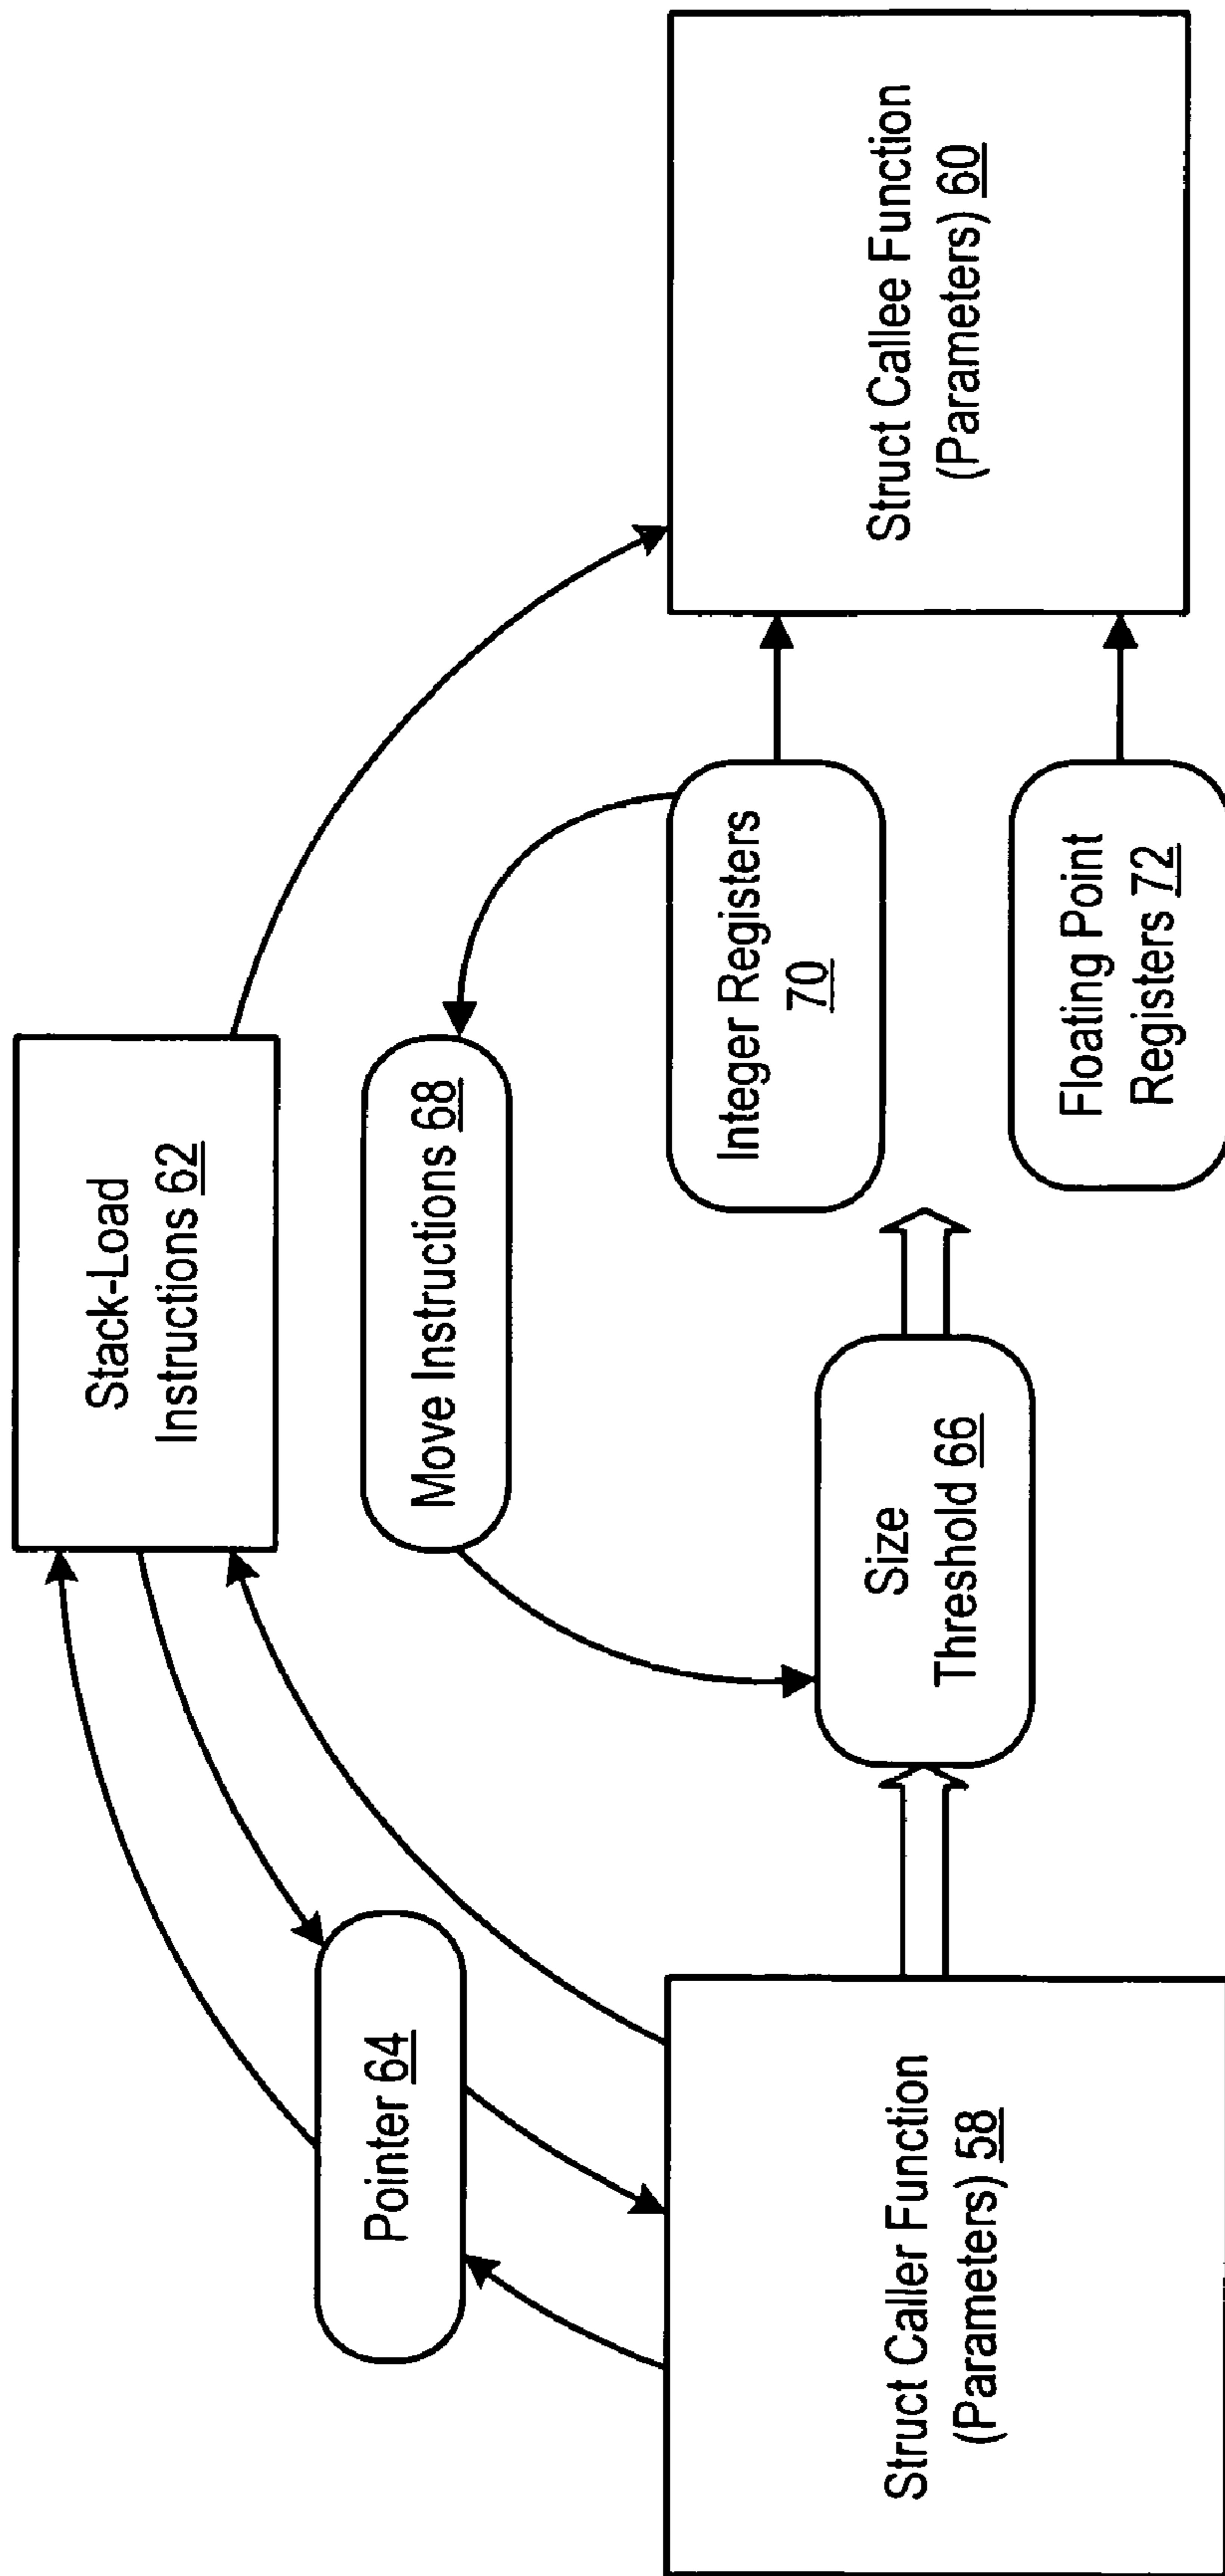 Stack-Load
Instructions 62
Pointer 64
Move Instructions 68
Struct Caller Function
(Parameters) 58
Size
Threshold 66
Integer Registers
70
Floating Point
Registers 72
Struct Callee Function
(Parameters) 60